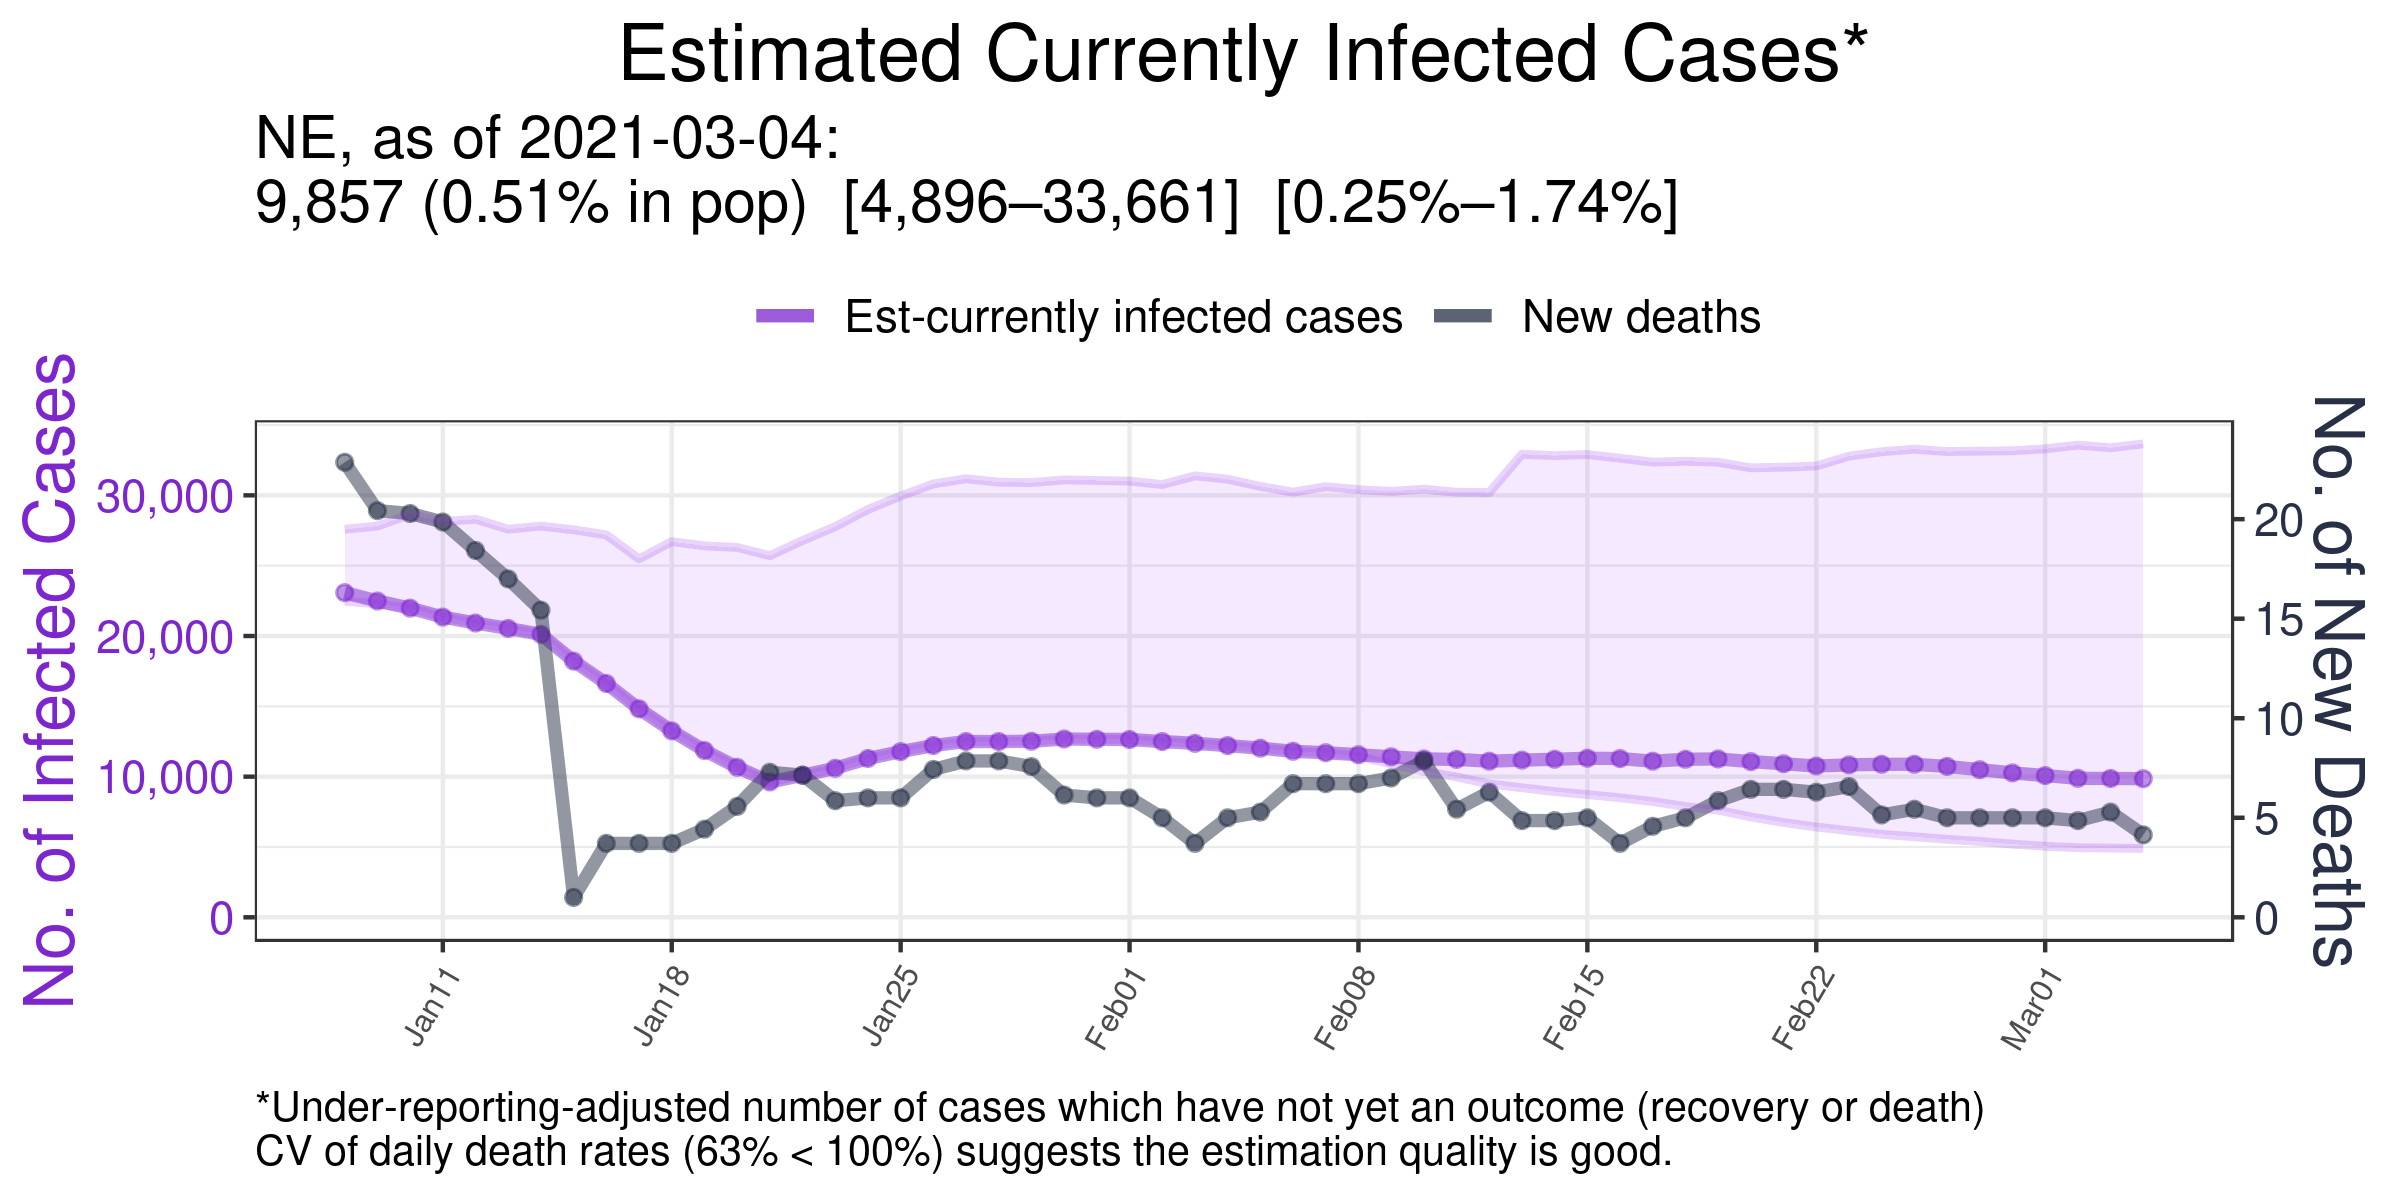 Estimated Currently Infected Cases*
NE, as of 2021-03-04:
9,857 (0.51% in pop)  [4,896–33,661]  [0.25%–1.74%]
Est-currently infected cases
New deaths
No. of Infected Cases
30,000
20,000
10,000
0
20
15
10
5
0
No. of New Deaths
Jan11
Jan18
Jan25
Feb01
Feb08
Feb15
Feb22
Mar01
*Under-reporting-adjusted number of cases which have not yet an outcome (recovery or death)
CV of daily death rates (63% < 100%) suggests the estimation quality is good.